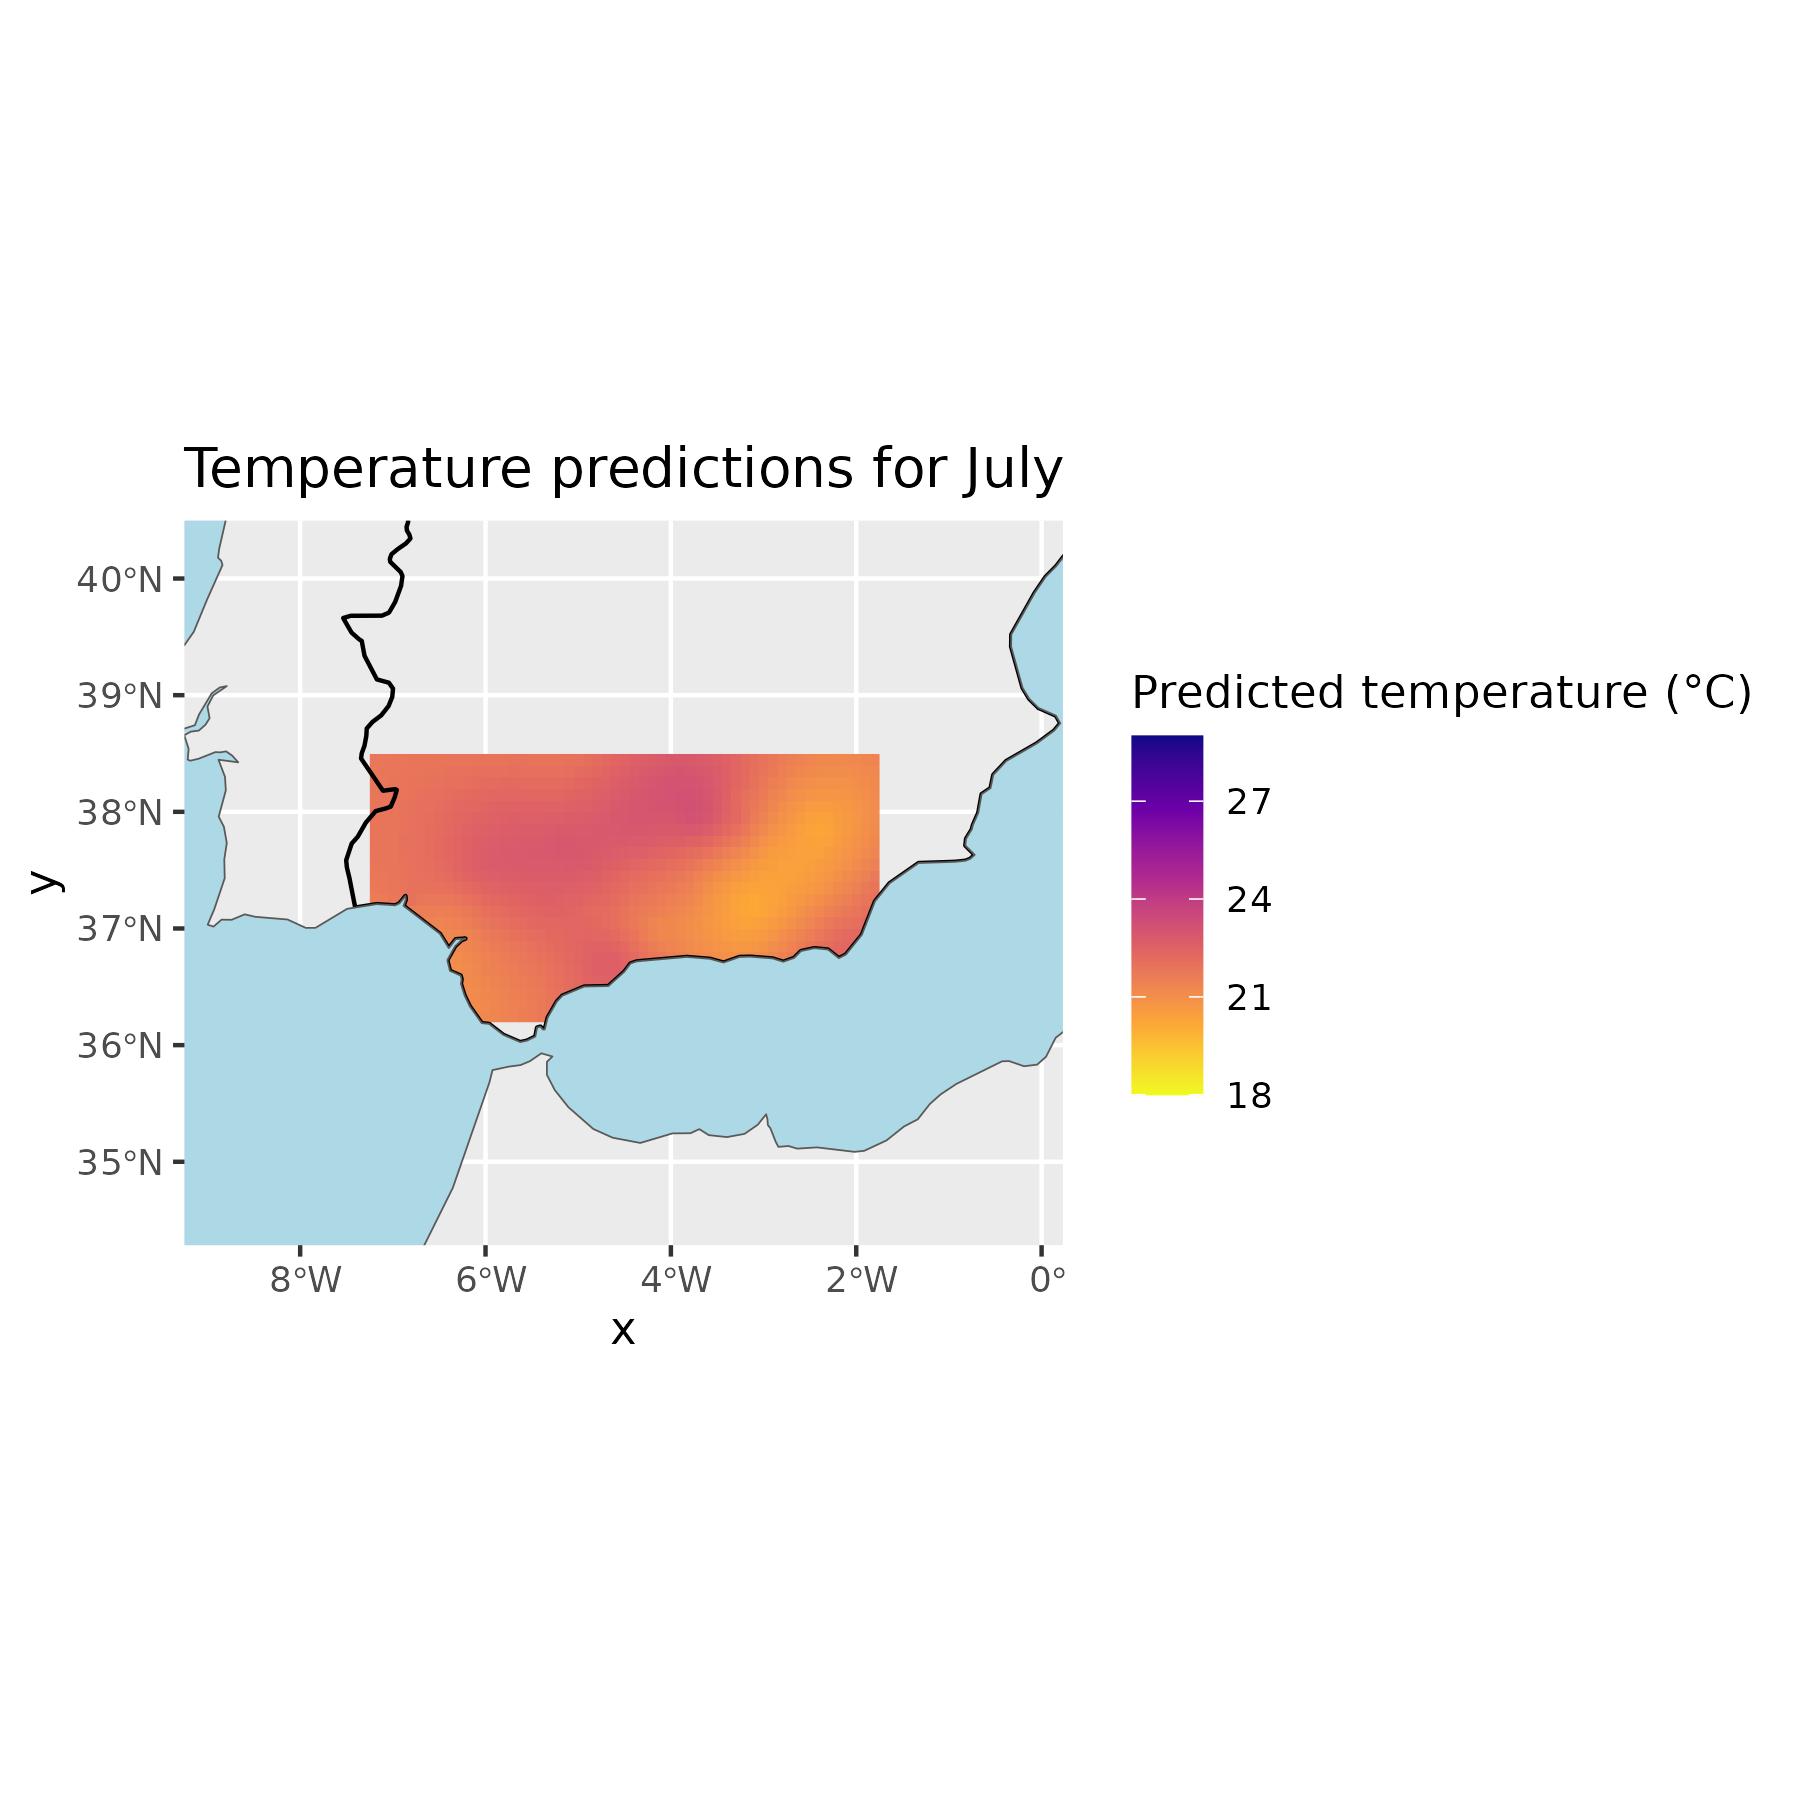 Temperature predictions for July
40°N
39°N
38°N
37°N
36°N
35°N
y
8°W 6°W 4°W 2°W 0°
x
Predicted temperature (°C)
27
24
21
18